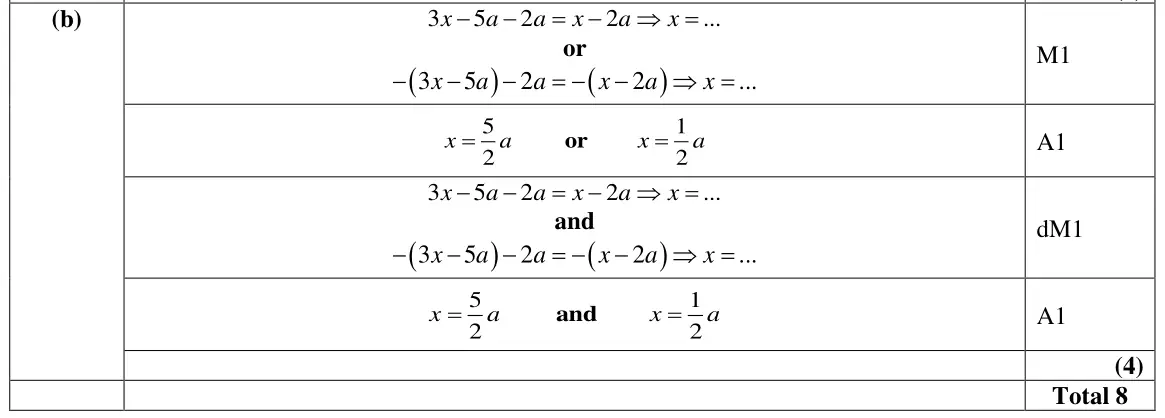 (b)
3x − 5a − 2a = x − 2a ⇒ x = ...
or
−(3x − 5a) − 2a = −(x − 2a) ⇒ x = ...
M1
x = 5/2 a or x = 1/2 a
A1
3x − 5a − 2a = x − 2a ⇒ x = ...
and
−(3x − 5a) − 2a = −(x − 2a) ⇒ x = ...
dM1
x = 5/2 a and x = 1/2 a
A1
(4)
Total 8